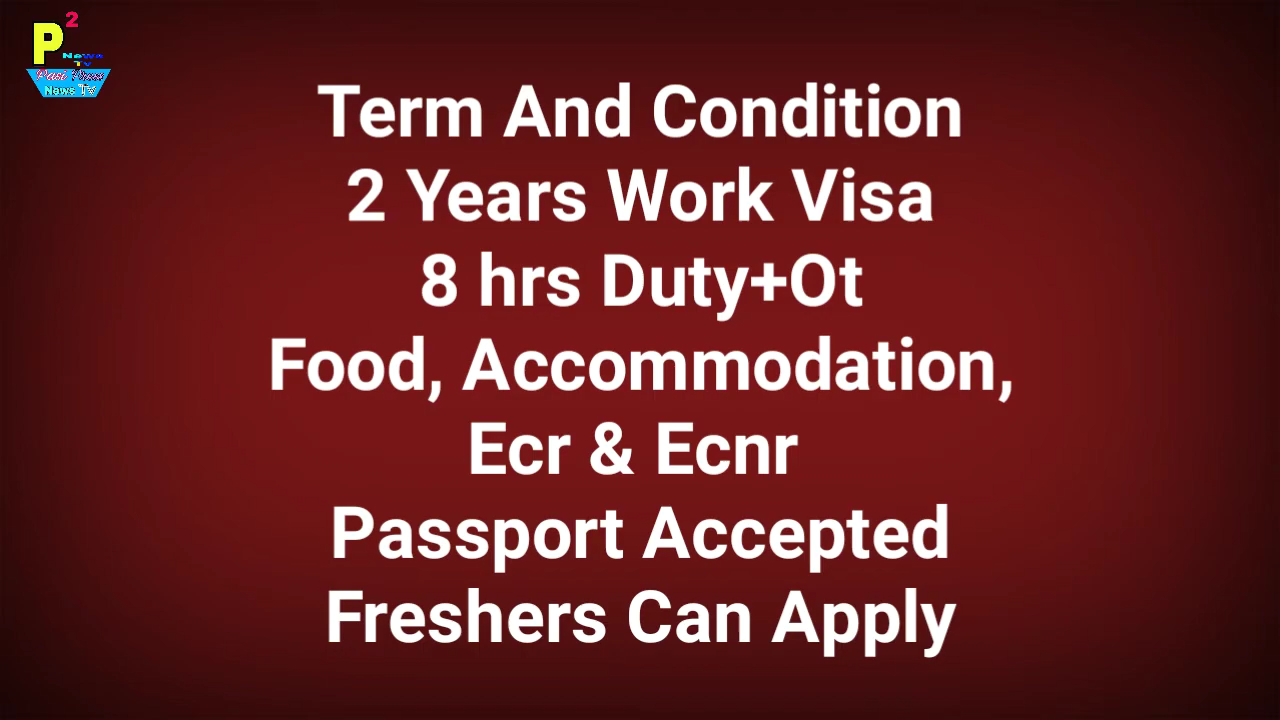 P2
News
Tv
News Tv
Term And Condition
2 Years Work Visa
8 hrs Duty+Ot
Food, Accommodation,
Ecr & Ecnr
Passport Accepted
Freshers Can Apply